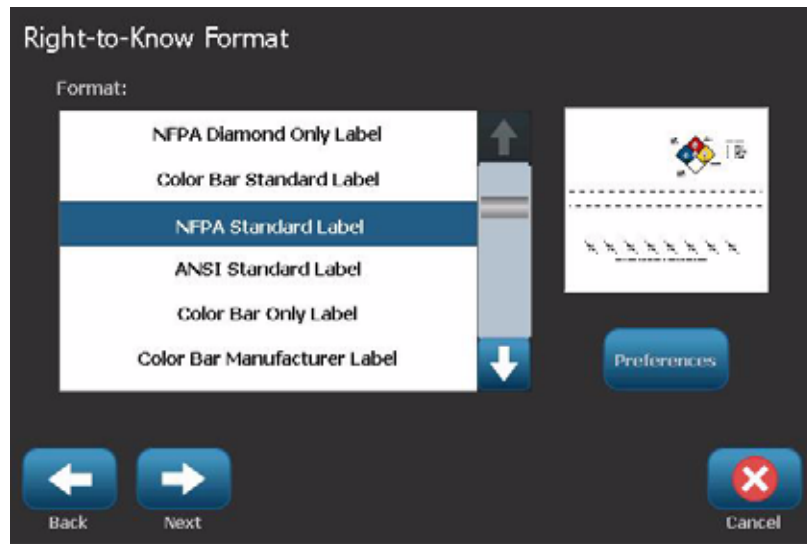 Right-to-Know Format
Format:
NFPA Diamond Only Label
Color Bar Standard Label
NFPA Standard Label
ANSI Standard Label
Color Bar Only Label
Color Bar Manufacturer Label
Preferences
Back
Next
Cancel